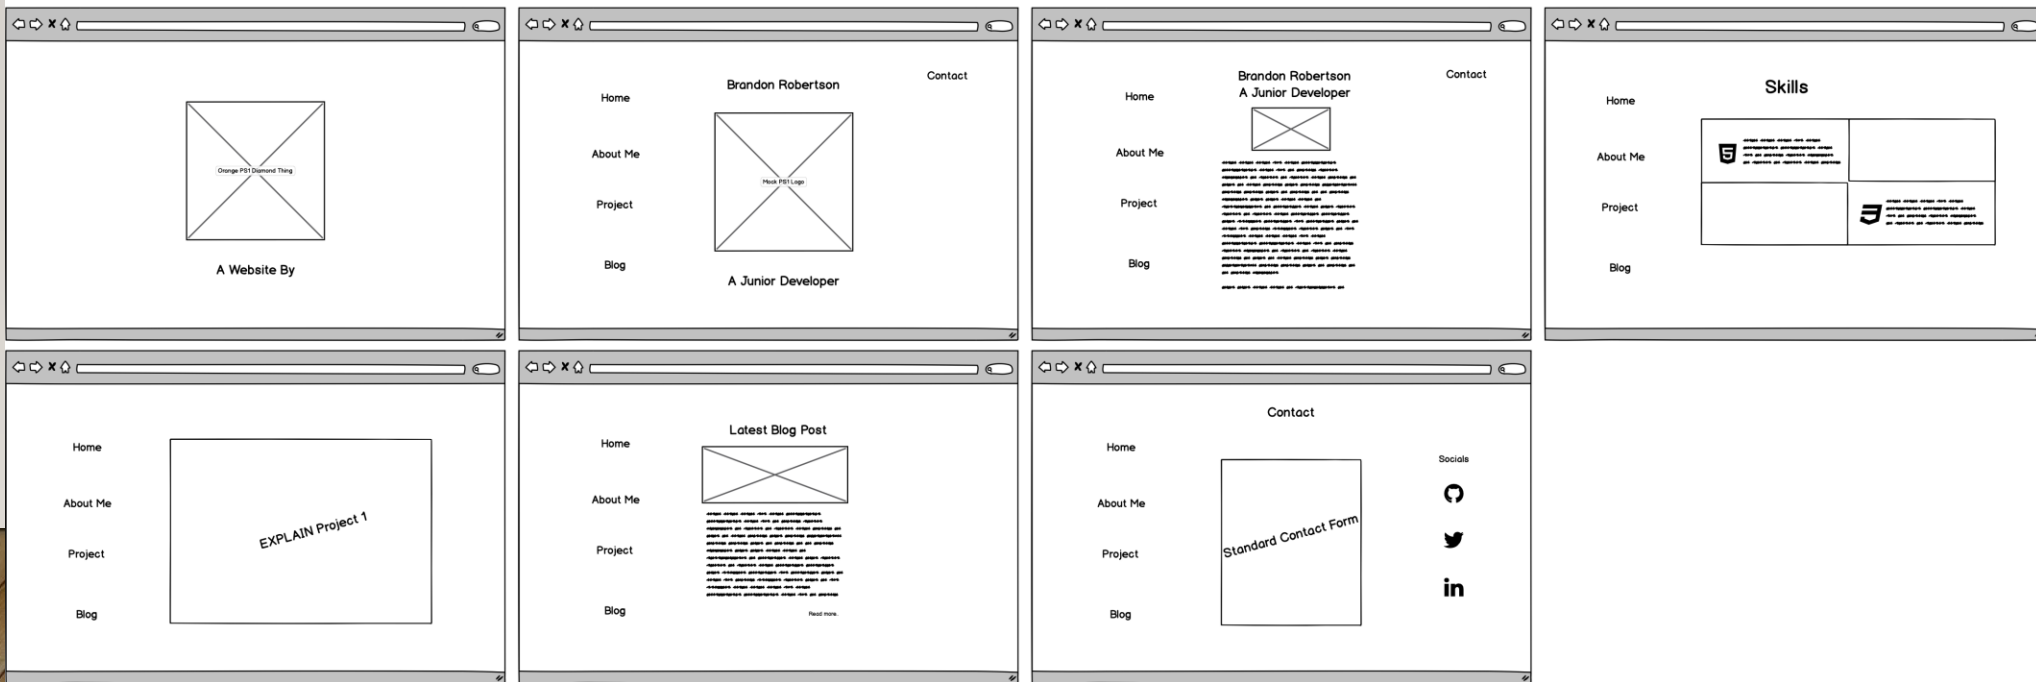 Orange PS1 Diamond Thing
A Website By
Contact
Brandon Robertson
Home
About Me
Project
Blog
Mock PS1 Logo
A Junior Developer
Contact
Brandon Robertson
A Junior Developer
Home
About Me
Project
Blog
Skills
Home
About Me
Project
Blog
5
3
Home
About Me
Project
Blog
EXPLAIN Project 1
Latest Blog Post
Home
About Me
Project
Blog
Read more.
Contact
Home
About Me
Project
Blog
Standard Contact Form
Socials
in